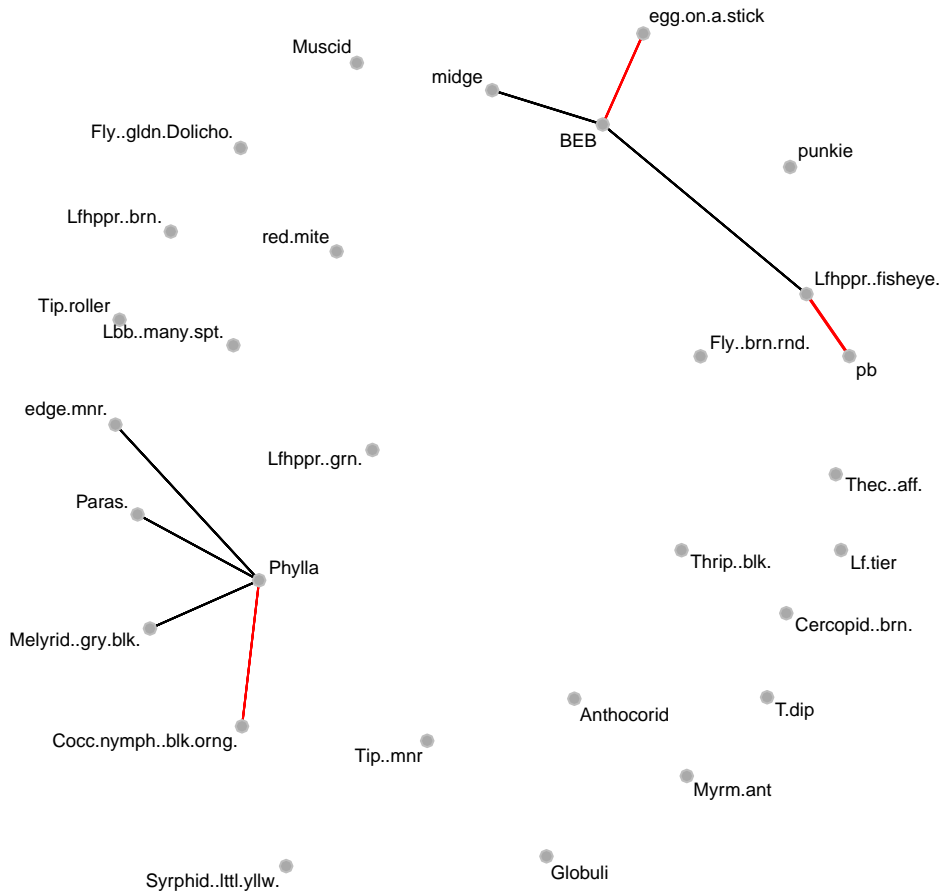 egg.on.a.stick
Muscid
midge
Fly..gldn.Dolicho.
BEB
punkie
Lfhppr..brn.
red.mite
Lfhppr..fisheye.
Tip.roller
Lbb..many.spt.
Fly..brn.rnd.
pb
edge.mnr.
Lfhppr..grn.
Thec..aff.
Paras.
Thrip..blk.
Lf.tier
Phylla
Cercopid..brn.
Melyrid..gry.blk.
Anthocorid
T.dip
Cocc.nymph..blk.orng.
Tip..mnr
Myrm.ant
Globuli
Syrphid..lttl.yllw.